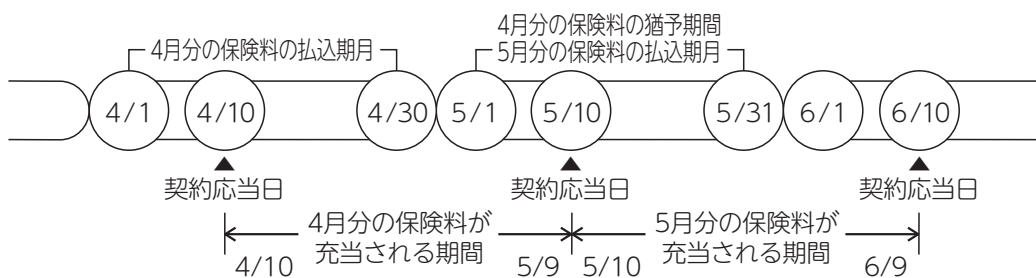 4月分の保険料の払込期月
4月分の保険料の猶予期間
5月分の保険料の払込期月
4/1
4/10
4/30
5/1
5/10
5/31
6/1
6/10
契約応当日
契約応当日
契約応当日
4月分の保険料が
充当される期間
5月分の保険料が
充当される期間
4/10
5/9
5/10
6/9